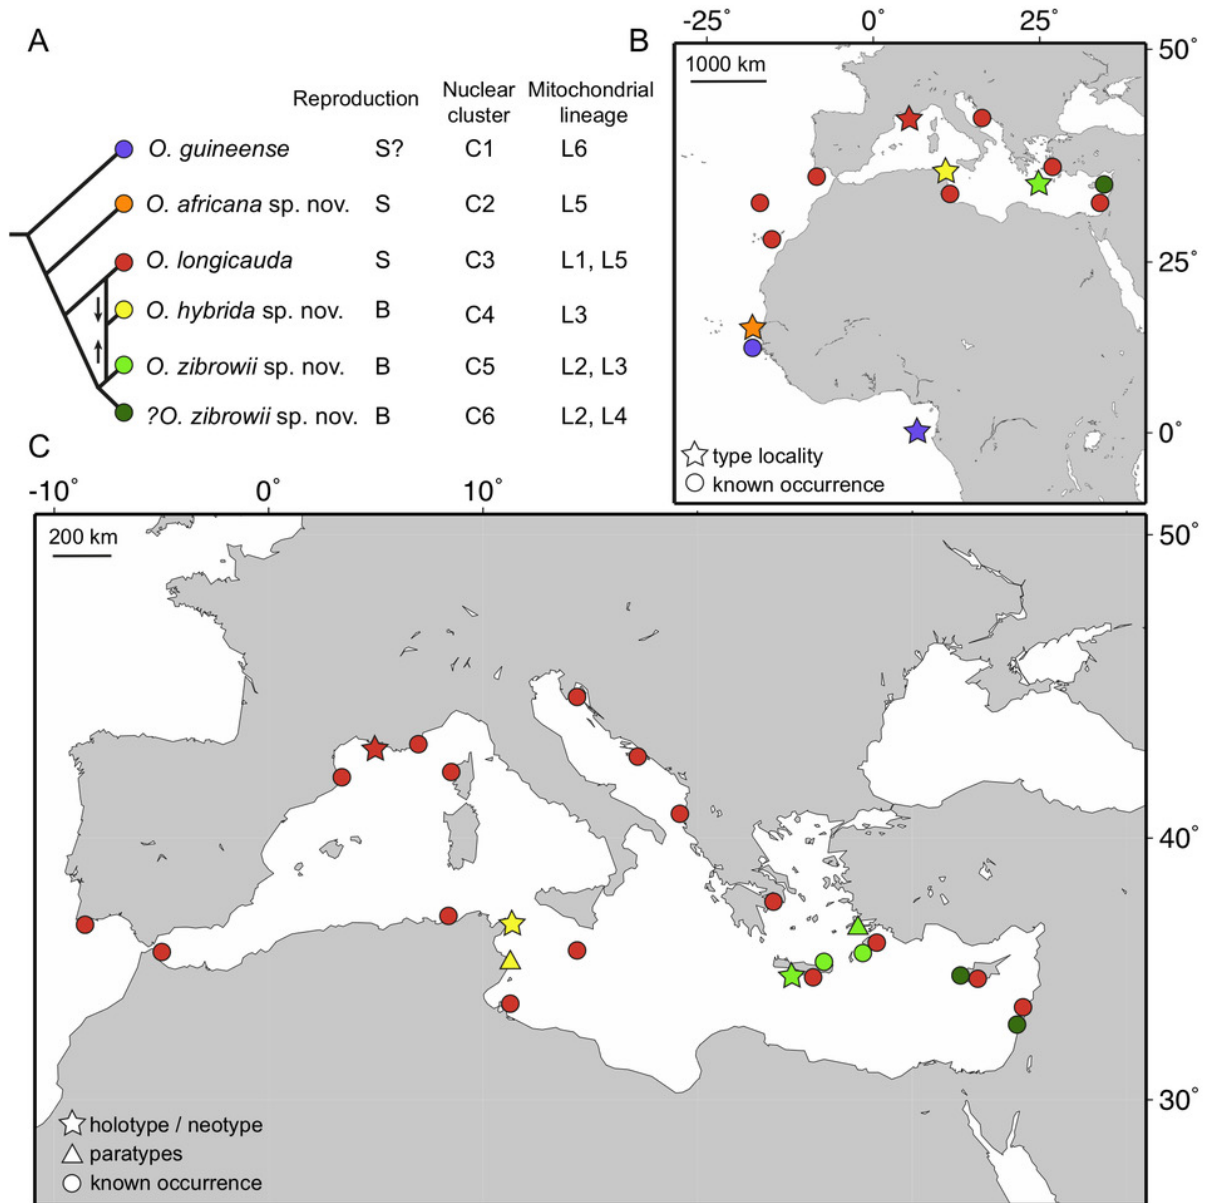 A
Reproduction Nuclear cluster Mitochondrial lineage
O. guineense S? C1 L6
O. africana sp. nov. S C2 L5
O. longicauda S C3 L1, L5
O. hybrida sp. nov. B C4 L3
O. zibrowii sp. nov. B C5 L2, L3
?O. zibrowii sp. nov. B C6 L2, L4
B
-25° 0° 25°
1000 km
50°
25°
0°
type locality
known occurrence
C
-10° 0° 10°
200 km
50°
40°
30°
holotype / neotype
paratypes
known occurrence